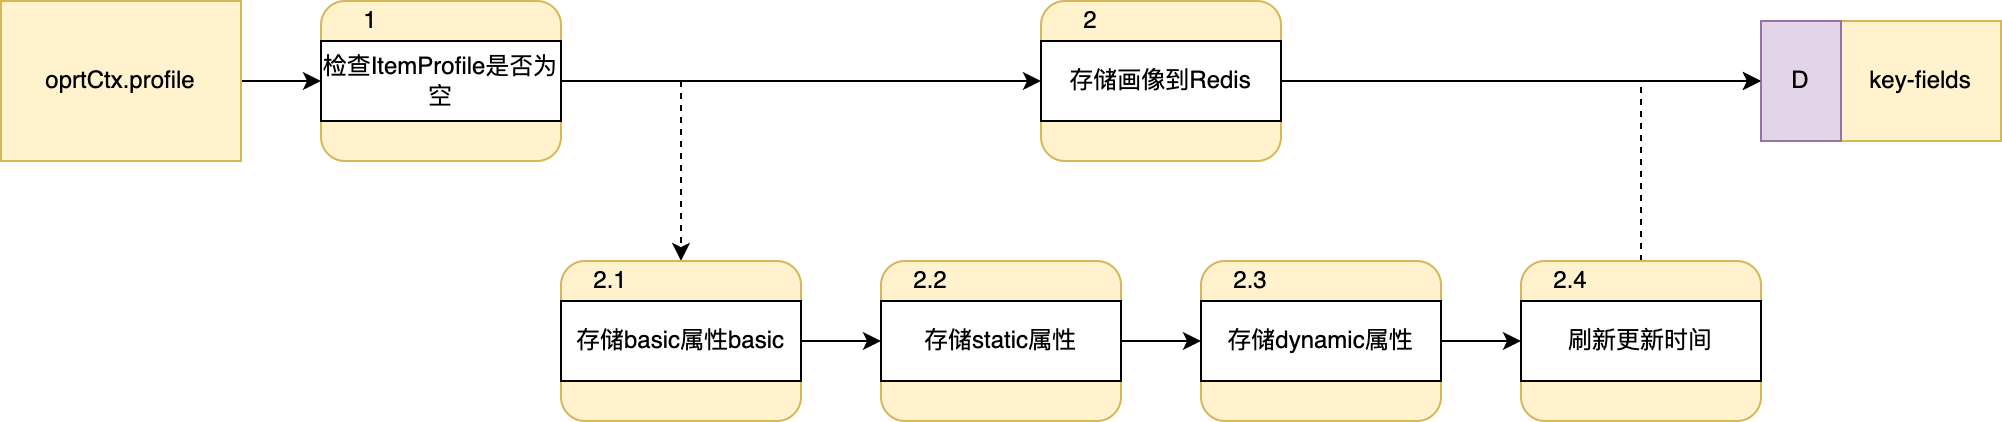 oprtCtx.profile
1
检查ItemProfile是否为
空
2
存储画像到Redis
D
key-fields
2.1
存储basic属性basic
2.2
存储static属性
2.3
存储dynamic属性
2.4
刷新更新时间